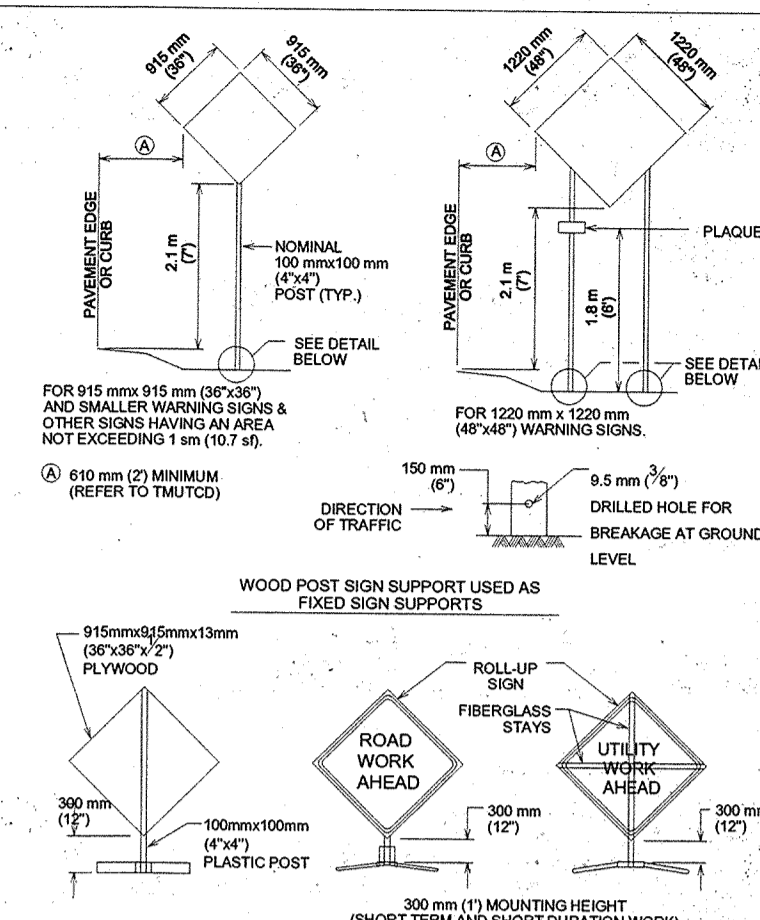 915 mm
(36")
915 mm
(36")
A
PAVEMENT EDGE
OR CURB
2.1 m
(7')
NOMINAL
100 mmx100 mm
(4"x4")
POST (TYP.)
SEE DETAIL
BELOW
FOR 915 mmx 915 mm (36"x36")
AND SMALLER WARNING SIGNS &
OTHER SIGNS HAVING AN AREA
NOT EXCEEDING 1 sm (10.7 sf).
A 610 mm (2') MINIMUM
(REFER TO TMUTCD)
1220 mm
(48")
1220 mm
(48")
A
PAVEMENT EDGE
OR CURB
2.1 m
(7')
1.8 m
(6')
PLAQUE
SEE DETAI
BELOW
FOR 1220 mm x 1220 mm
(48"x48") WARNING SIGNS.
150 mm
(6")
DIRECTION
OF TRAFFIC
9.5 mm (3/8")
DRILLED HOLE FOR
BREAKAGE AT GROUND
LEVEL
WOOD POST SIGN SUPPORT USED AS
FIXED SIGN SUPPORTS
915mmx915mmx13mm
(36"x36"x1/2")
PLYWOOD
300 mm
(12")
100mmx100mm
(4"x4")
PLASTIC POST
ROLL-UP
SIGN
FIBERGLASS
STAYS
ROAD
WORK
AHEAD
300 mm
(12")
UTILITY
WORK
AHEAD
300 mm
(12")
300 mm (1') MOUNTING HEIGHT
(SHORT TERM AND SHORT DURATION WORK)